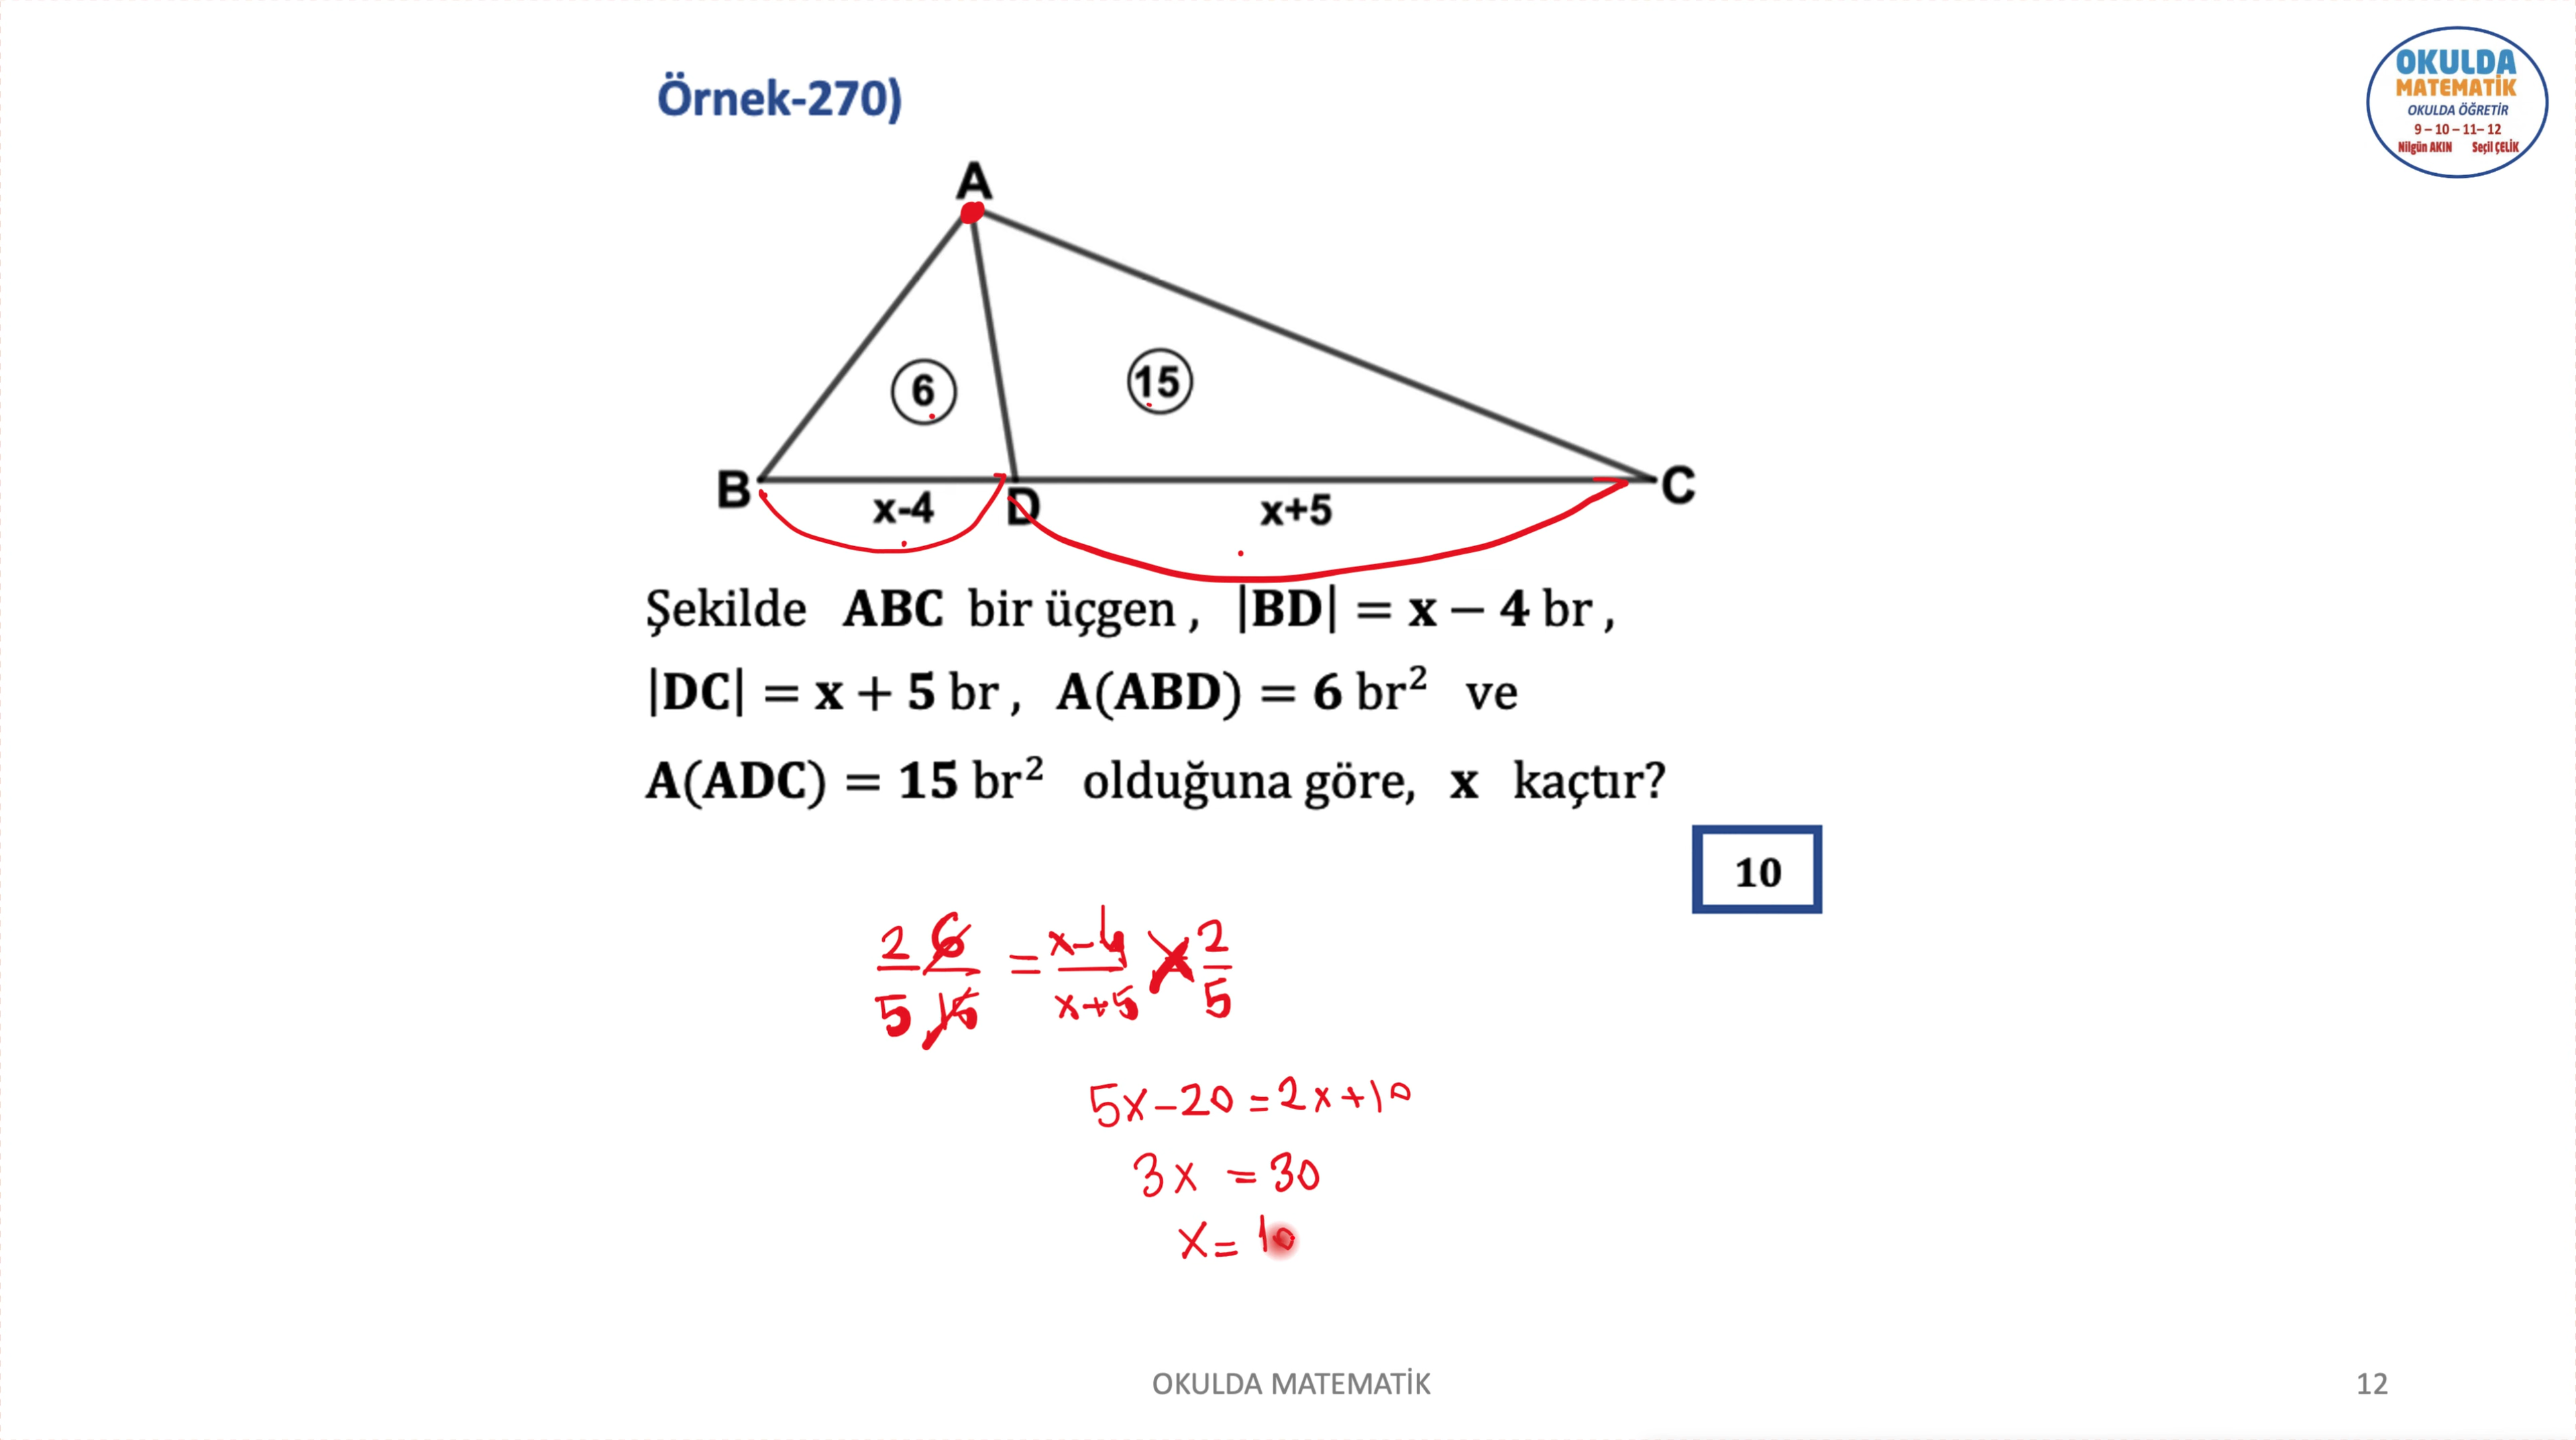 Örnek-270)
OKULDA
MATEMATİK
OKULDA ÖĞRETİR
9 – 10 – 11– 12
Nilgün AKIN Seçil ÇELİK
A
6
15
B
x-4
D
x+5
C
Şekilde ABC bir üçgen , |BD| = x − 4 br ,
|DC| = x + 5 br , A(ABD) = 6 br² ve
A(ADC) = 15 br² olduğuna göre, x kaçtır?
10
2 6 = x-4 2
5 15 x+5 5
5x-20=2x+10
3x = 30
x= 10
OKULDA MATEMATİK
12